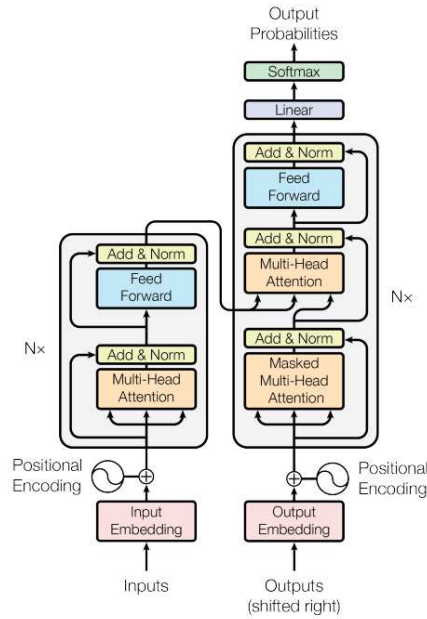 Output
Probabilities
Softmax
Linear
Add & Norm
Feed
Forward
Add & Norm
Multi-Head
Attention
Nx
Add & Norm
Masked
Multi-Head
Attention
Add & Norm
Feed
Forward
Nx
Add & Norm
Multi-Head
Attention
Positional
Encoding
Positional
Encoding
Input
Embedding
Output
Embedding
Inputs
Outputs
(shifted right)